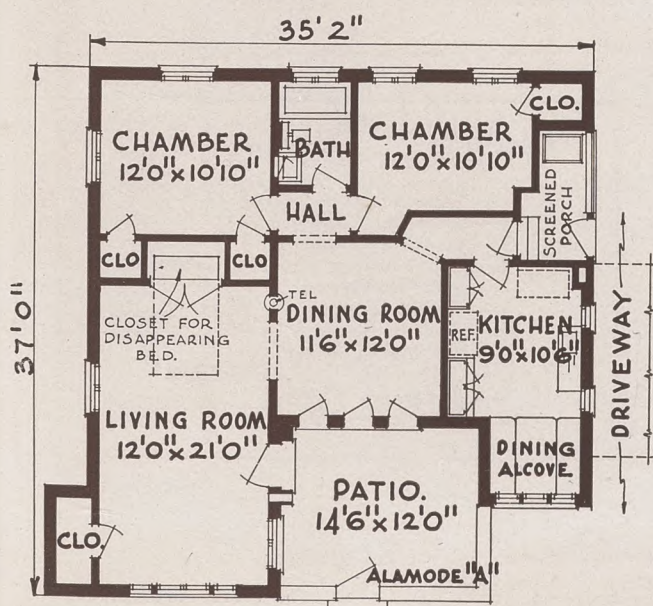 35'2"
37'0"
CHAMBER
12'0"x10'10"
BATH
CHAMBER
12'0"x10'10"
CLO.
HALL
SCREENED
PORCH
CLO
CLO
TEL
CLOSET FOR
DISAPPEARING
BED.
DINING ROOM
11'6"x12'0"
REF.
KITCHEN
9'0"x10'6"
DRIVEWAY
LIVING ROOM
12'0"x21'0"
DINING
ALCOVE
PATIO.
14'6"x12'0"
CLO.
ALAMODE "A"